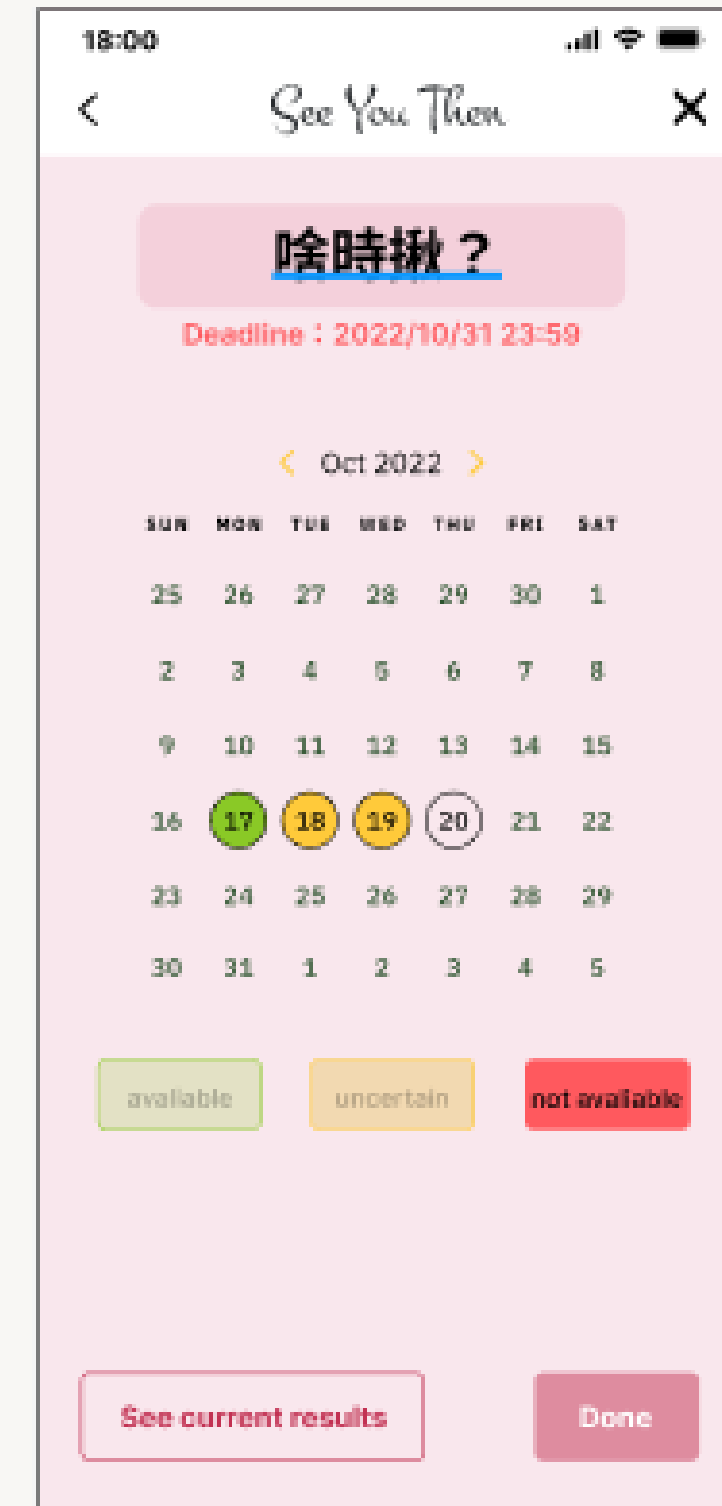 18:00
See You Then
啥時揪？
Deadline：2022/10/31 23:59
Oct 2022
SUN MON TUE WED THU FRI SAT
25 26 27 28 29 30 1
2 3 4 5 6 7 8
9 10 11 12 13 14 15
16 17 18 19 20 21 22
23 24 25 26 27 28 29
30 31 1 2 3 4 5
avaliable uncertain not avaliable
See current results Done